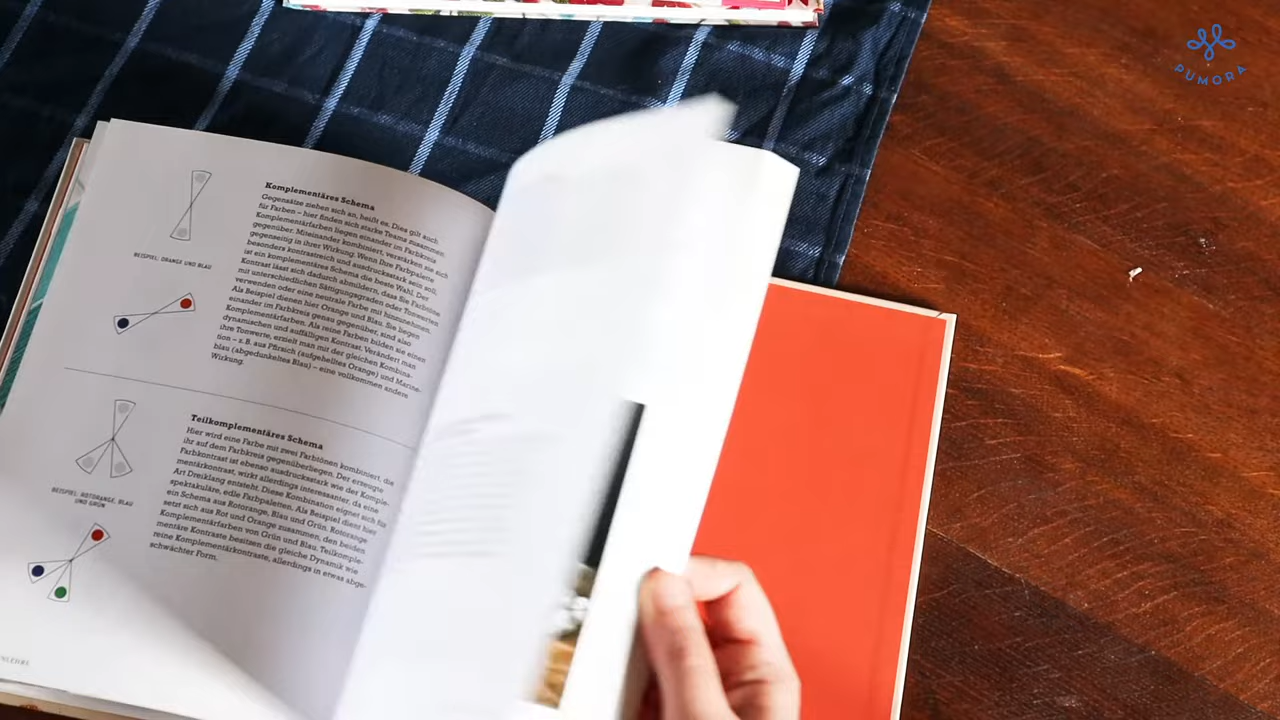 PUMORA
Komplementäres Schema
Gegensätze ziehen sich an, heißt es. Dies gilt auch
für Farben – hier finden sich starke Teams zusammen.
Komplementärfarben liegen einander im Farbkreis
gegenüber. Miteinander kombiniert, verstärken sie sich
gegenseitig in ihrer Wirkung. Wenn Ihre Farbpalette
besonders kontrastreich und ausdrucksstark sein soll,
ist ein komplementäres Schema die beste Wahl. Der
Kontrast lässt sich dadurch abmildern, dass Sie Farbtöne
mit unterschiedlichen Sättigungsgraden oder Tonwerten
verwenden oder eine neutrale Farbe mit hinzunehmen.
Als Beispiel dienen hier Orange und Blau. Sie liegen
einander im Farbkreis genau gegenüber, sind also
Komplementärfarben. Als reine Farben bilden sie einen
dynamischen und auffälligen Kontrast. Verändert man
ihre Tonwerte, erzielt man mit der gleichen Kombina-
tion – z. B. aus Pfirsich (aufgehelltes Orange) und Marine-
blau (abgedunkeltes Blau) – eine vollkommen andere
Wirkung.
BEISPIEL: ORANGE UND BLAU
Teilkomplementäres Schema
Hier wird eine Farbe mit zwei Farbtönen kombiniert, die
ihr auf dem Farbkreis gegenüberliegen. Der erzeugte
Farbkontrast ist ebenso ausdrucksstark wie der Komple-
mentärkontrast, wirkt allerdings interessanter, da eine
Art Dreiklang entsteht. Diese Kombination eignet sich für
spektakuläre, edle Farbpaletten. Als Beispiel dient hier
ein Schema aus Rotorange, Blau und Grün. Rotorange
setzt sich aus Rot und Orange zusammen, den beiden
Komplementärfarben von Grün und Blau. Teilkomple-
mentäre Kontraste besitzen die gleiche Dynamik wie
reine Komplementärkontraste, allerdings in etwas abge-
schwächter Form.
BEISPIEL: ROTORANGE, BLAU
UND GRÜN
NLEHRE